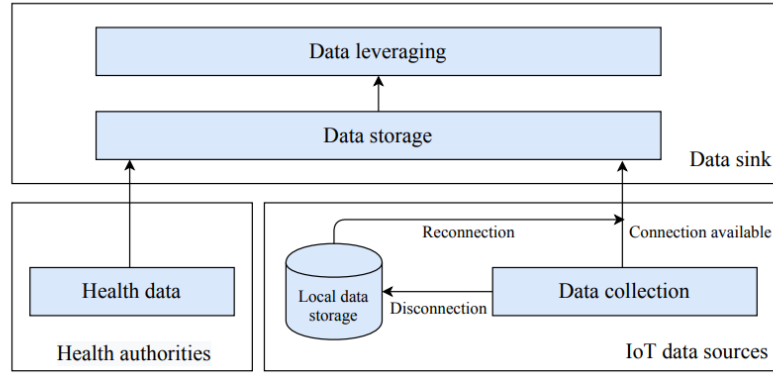 Data leveraging
Data storage
Data sink
Reconnection
Connection available
Health data
Local data
storage
Disconnection
Data collection
Health authorities
IoT data sources